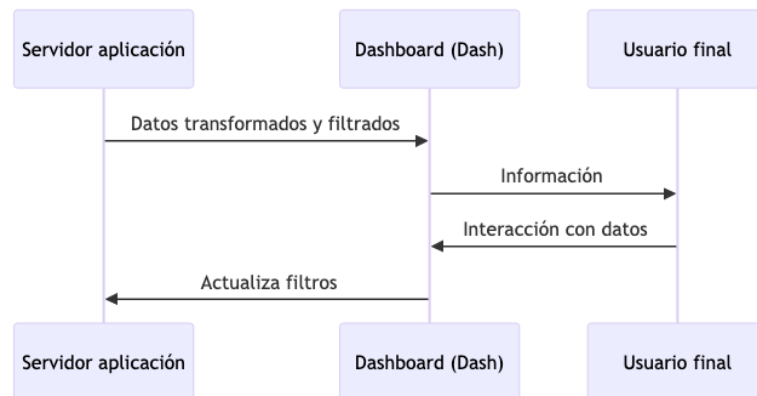 Servidor aplicación
Dashboard (Dash)
Usuario final
Datos transformados y filtrados
Información
Interacción con datos
Actualiza filtros
Servidor aplicación
Dashboard (Dash)
Usuario final